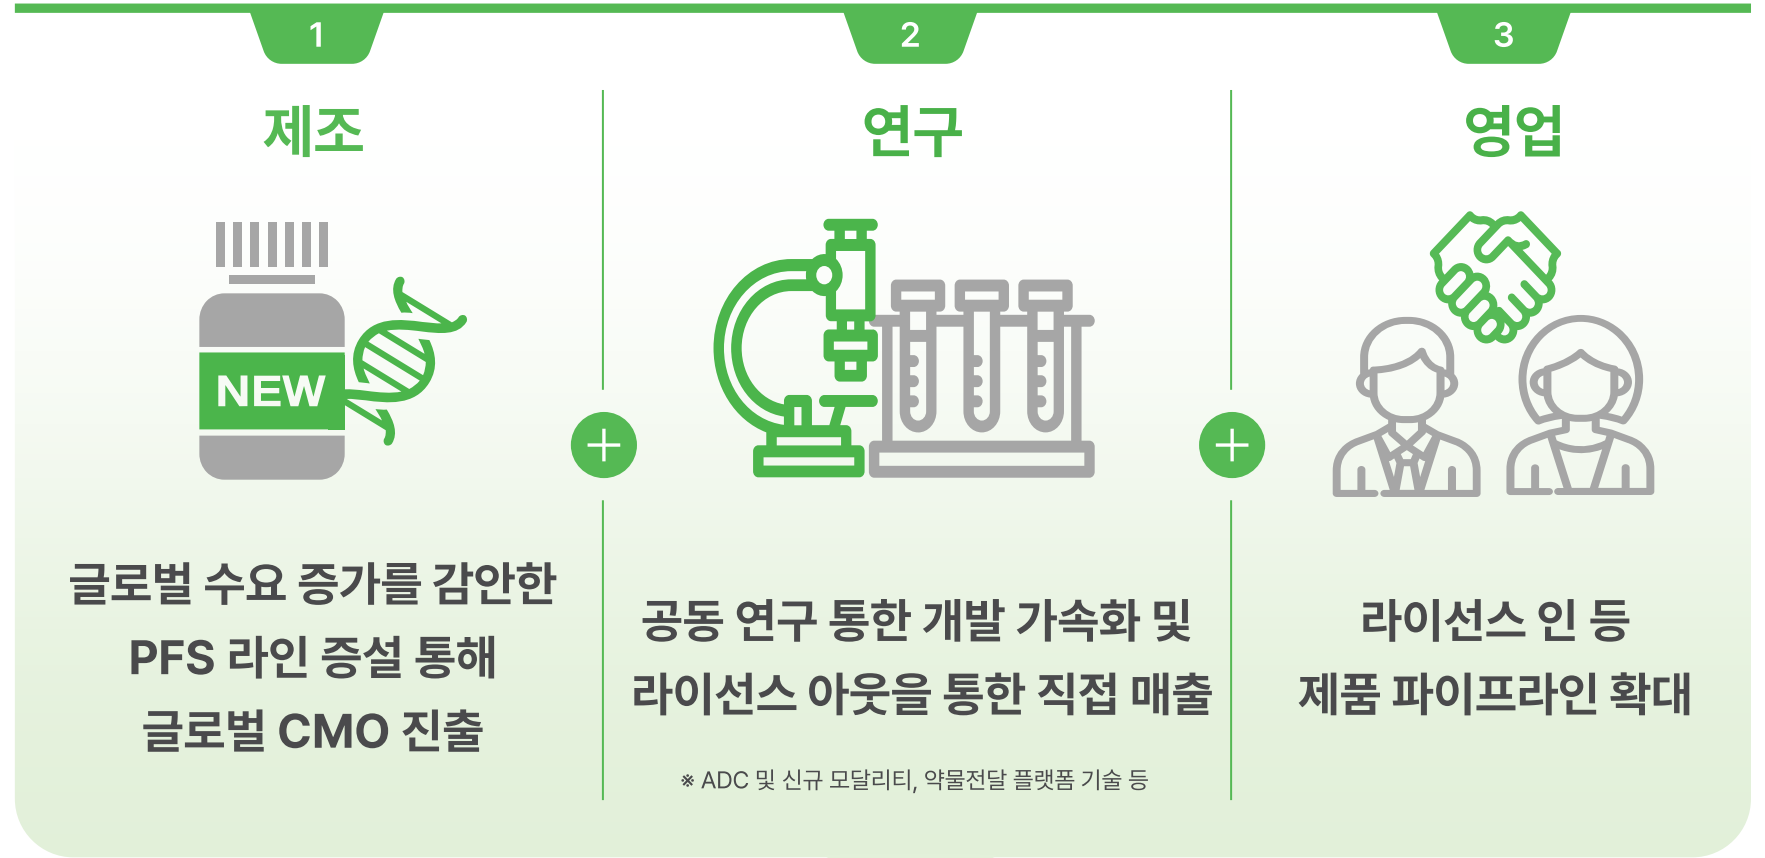 1
제조
NEW
글로벌 수요 증가를 감안한
PFS 라인 증설 통해
글로벌 CMO 진출
2
연구
공동 연구 통한 개발 가속화 및
라이선스 아웃을 통한 직접 매출
※ ADC 및 신규 모달리티, 약물전달 플랫폼 기술 등
3
영업
라이선스 인 등
제품 파이프라인 확대